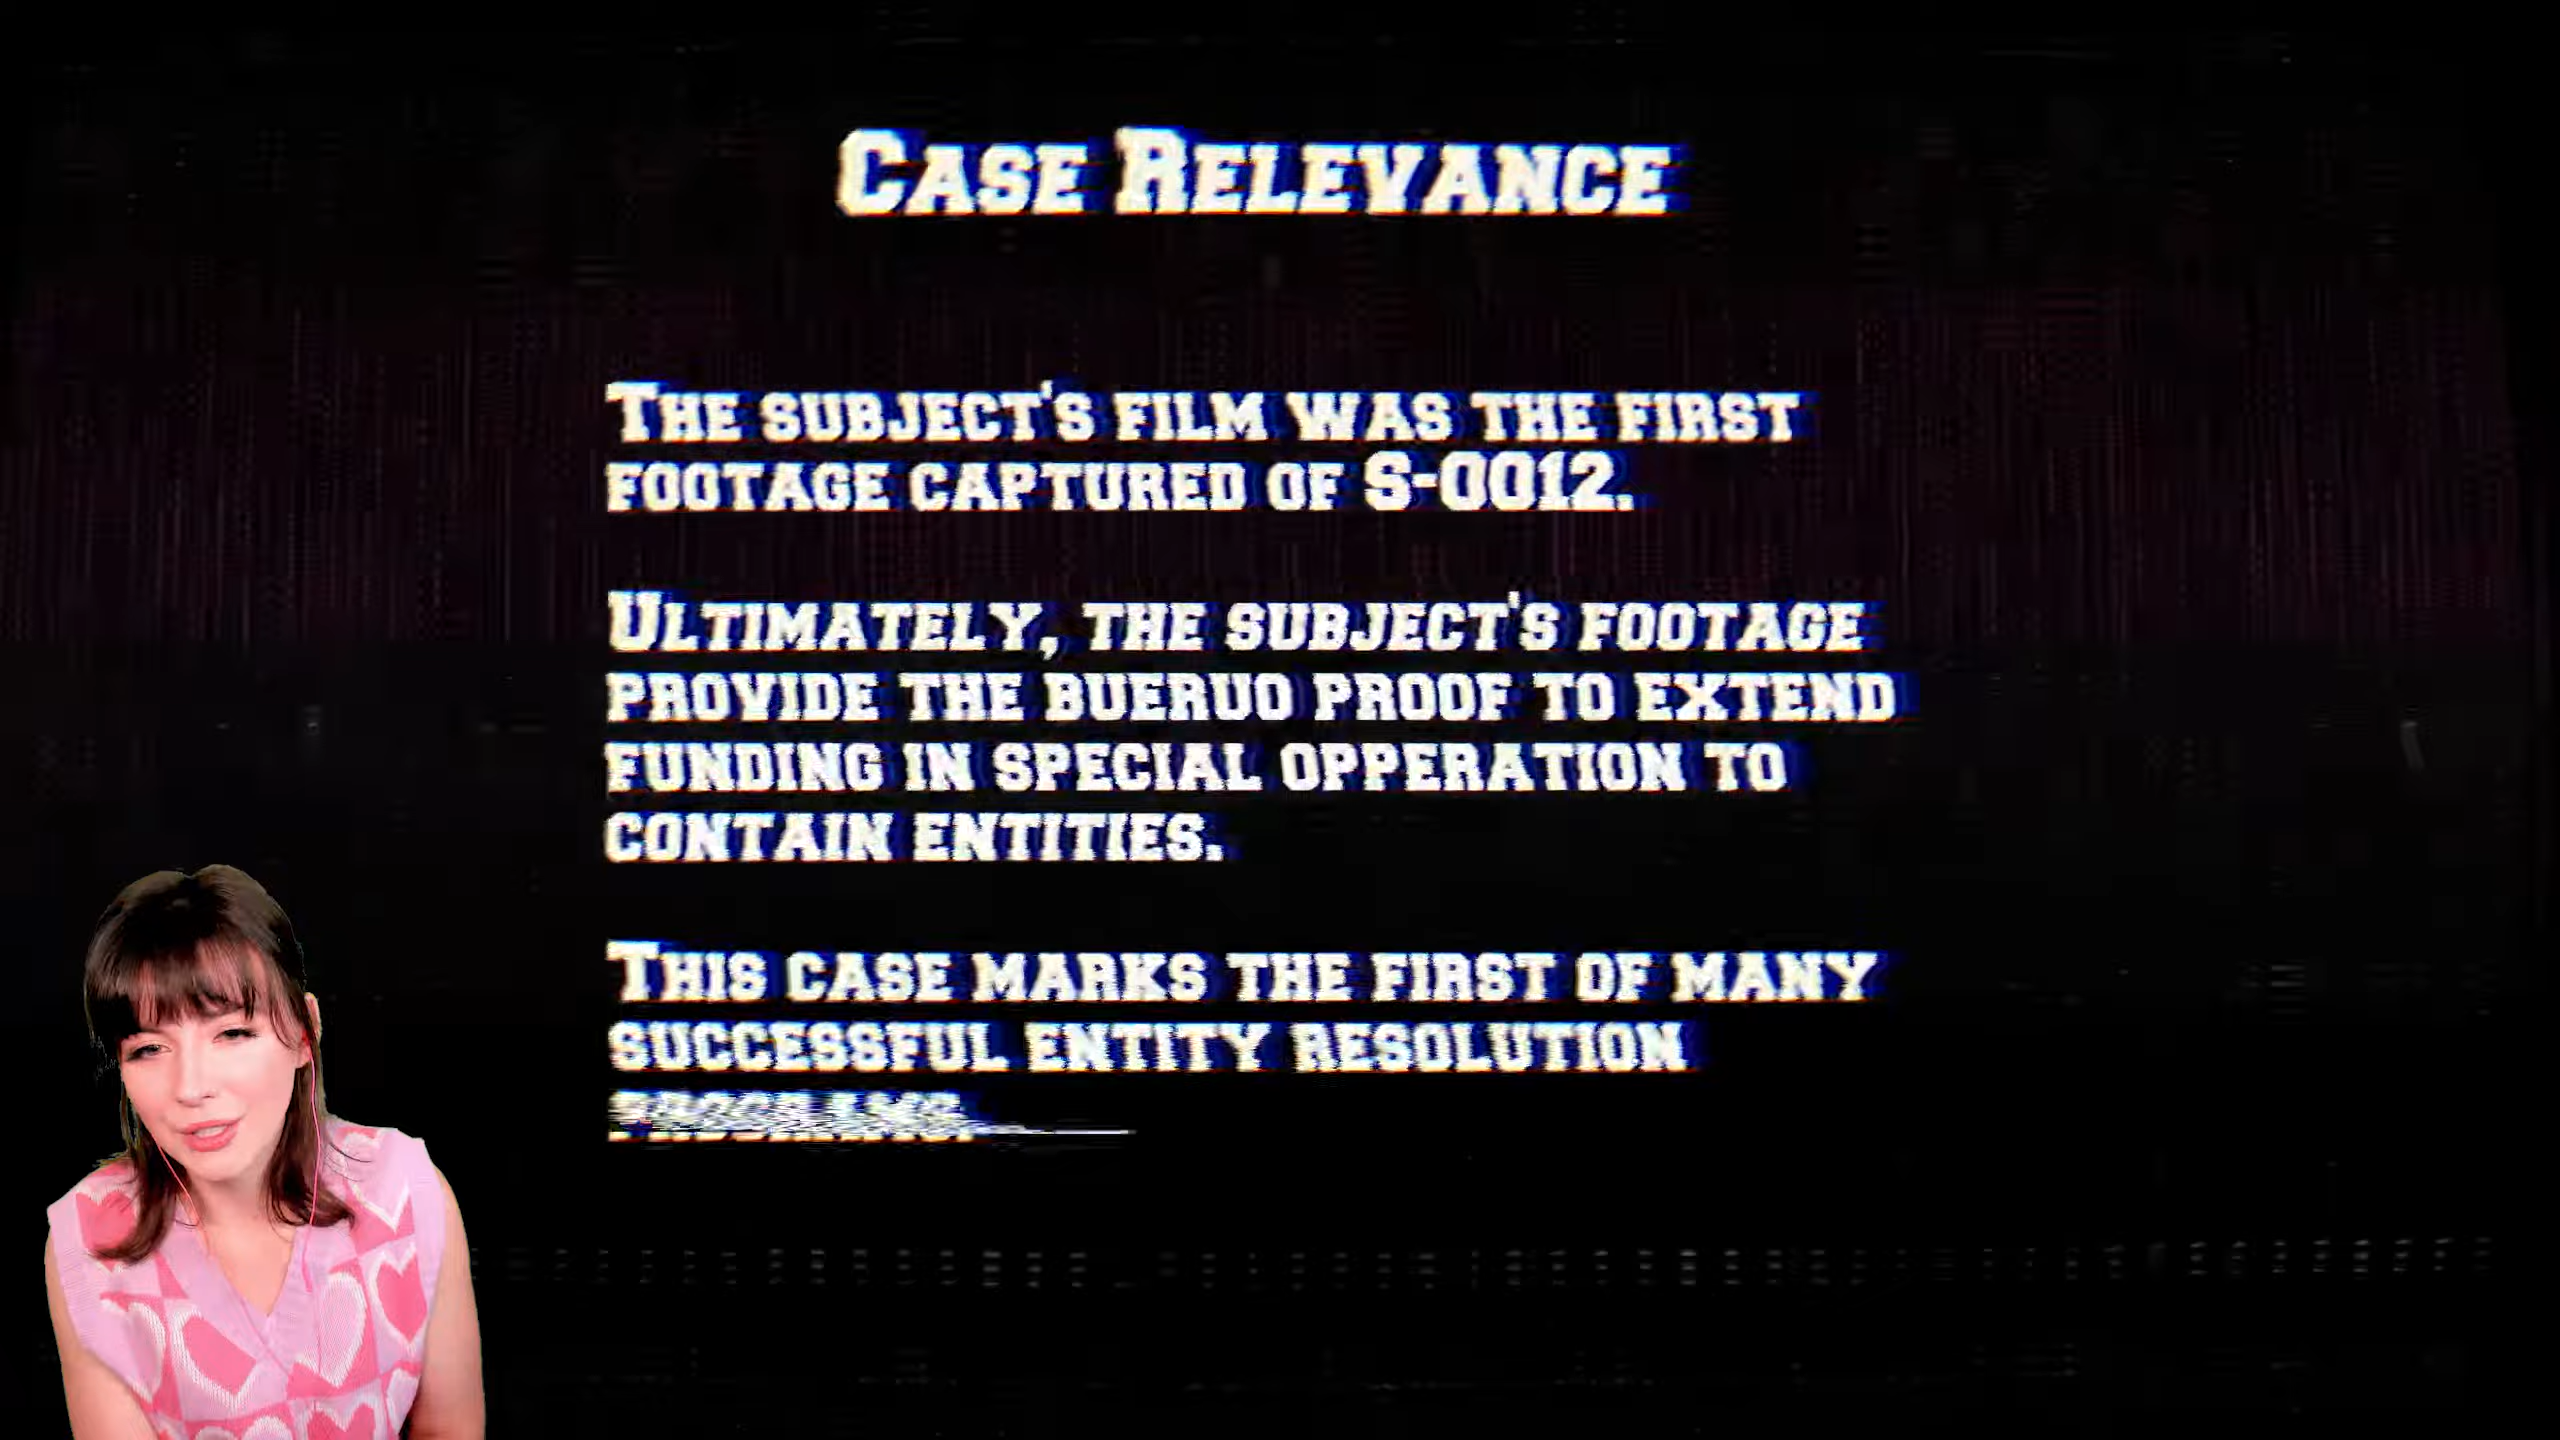 Case Relevance
The subject's film was the first
footage captured of S-0012.
Ultimately, the subject's footage
provide the bueruo proof to extend
funding in special opperation to
contain entities.
This case marks the first of many
successful entity resolution
programs.